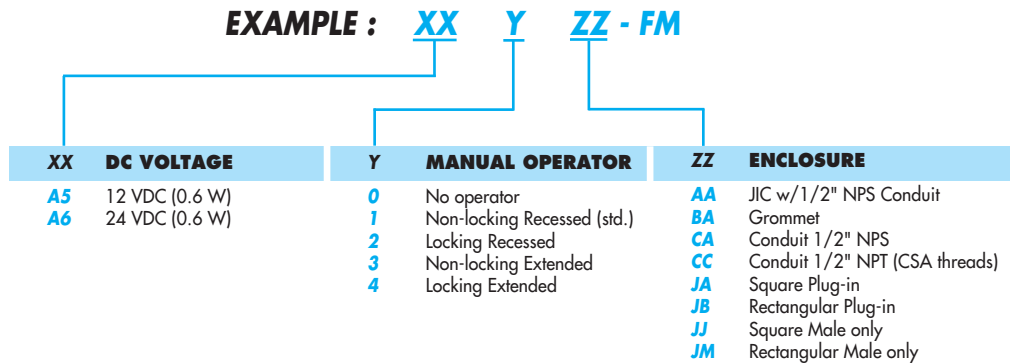 EXAMPLE : XX Y ZZ - FM
XX DC VOLTAGE
A5 12 VDC (0.6 W)
A6 24 VDC (0.6 W)
Y MANUAL OPERATOR
0 No operator
1 Non-locking Recessed (std.)
2 Locking Recessed
3 Non-locking Extended
4 Locking Extended
ZZ ENCLOSURE
AA JIC w/1/2" NPS Conduit
BA Grommet
CA Conduit 1/2" NPS
CC Conduit 1/2" NPT (CSA threads)
JA Square Plug-in
JB Rectangular Plug-in
JJ Square Male only
JM Rectangular Male only